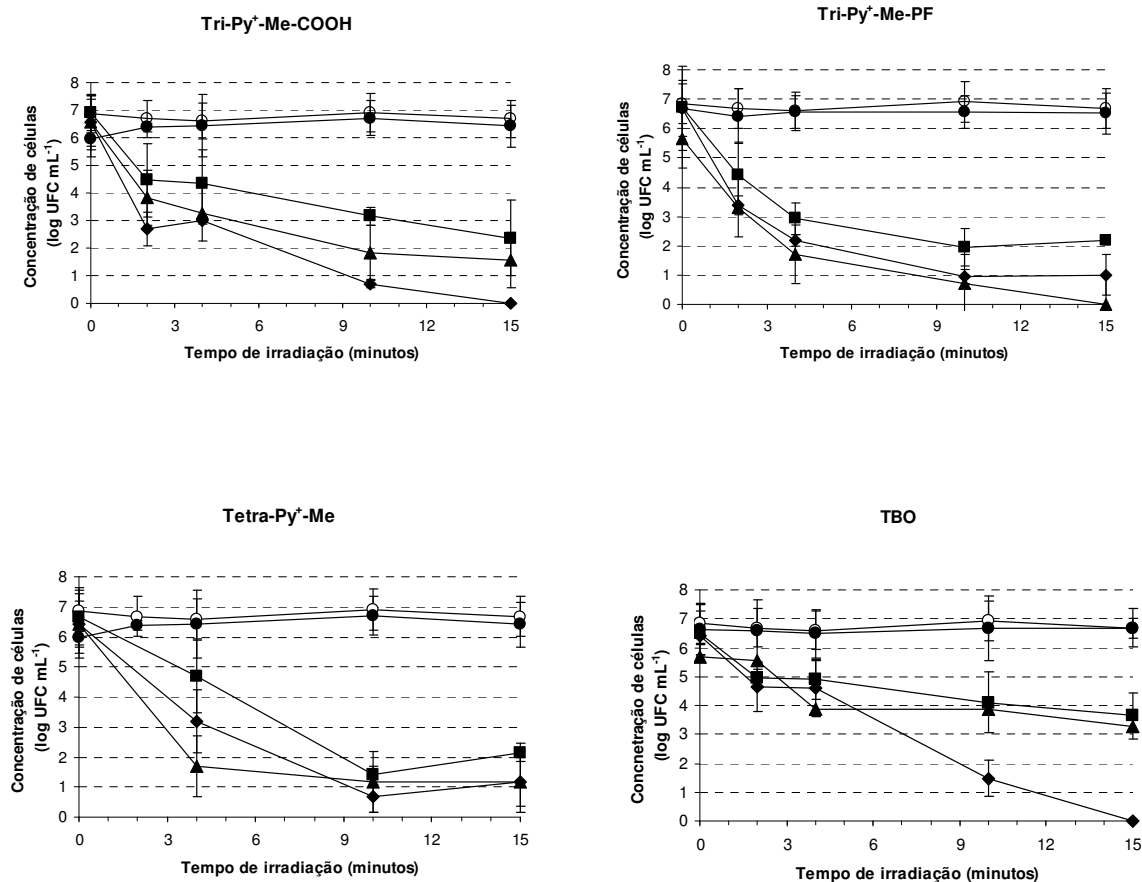 Tri-Py+-Me-COOH
Concentração de células
(log UFC mL-1)
8
7
6
5
4
3
2
1
0
0 3 6 9 12 15
Tempo de irradiação (minutos)
Tri-Py+-Me-PF
Concentração de células
(log UFC mL-1)
8
7
6
5
4
3
2
1
0
0 3 6 9 12 15
Tempo de irradiação (minutos)
Tetra-Py+-Me
Concentração de células
(log UFC mL-1)
8
7
6
5
4
3
2
1
0
0 3 6 9 12 15
Tempo de irradiação (minutos)
TBO
Concnetração de células
(log UFC mL-1)
8
7
6
5
4
3
2
1
0
0 3 6 9 12 15
Tempo de irradiação (minutos)